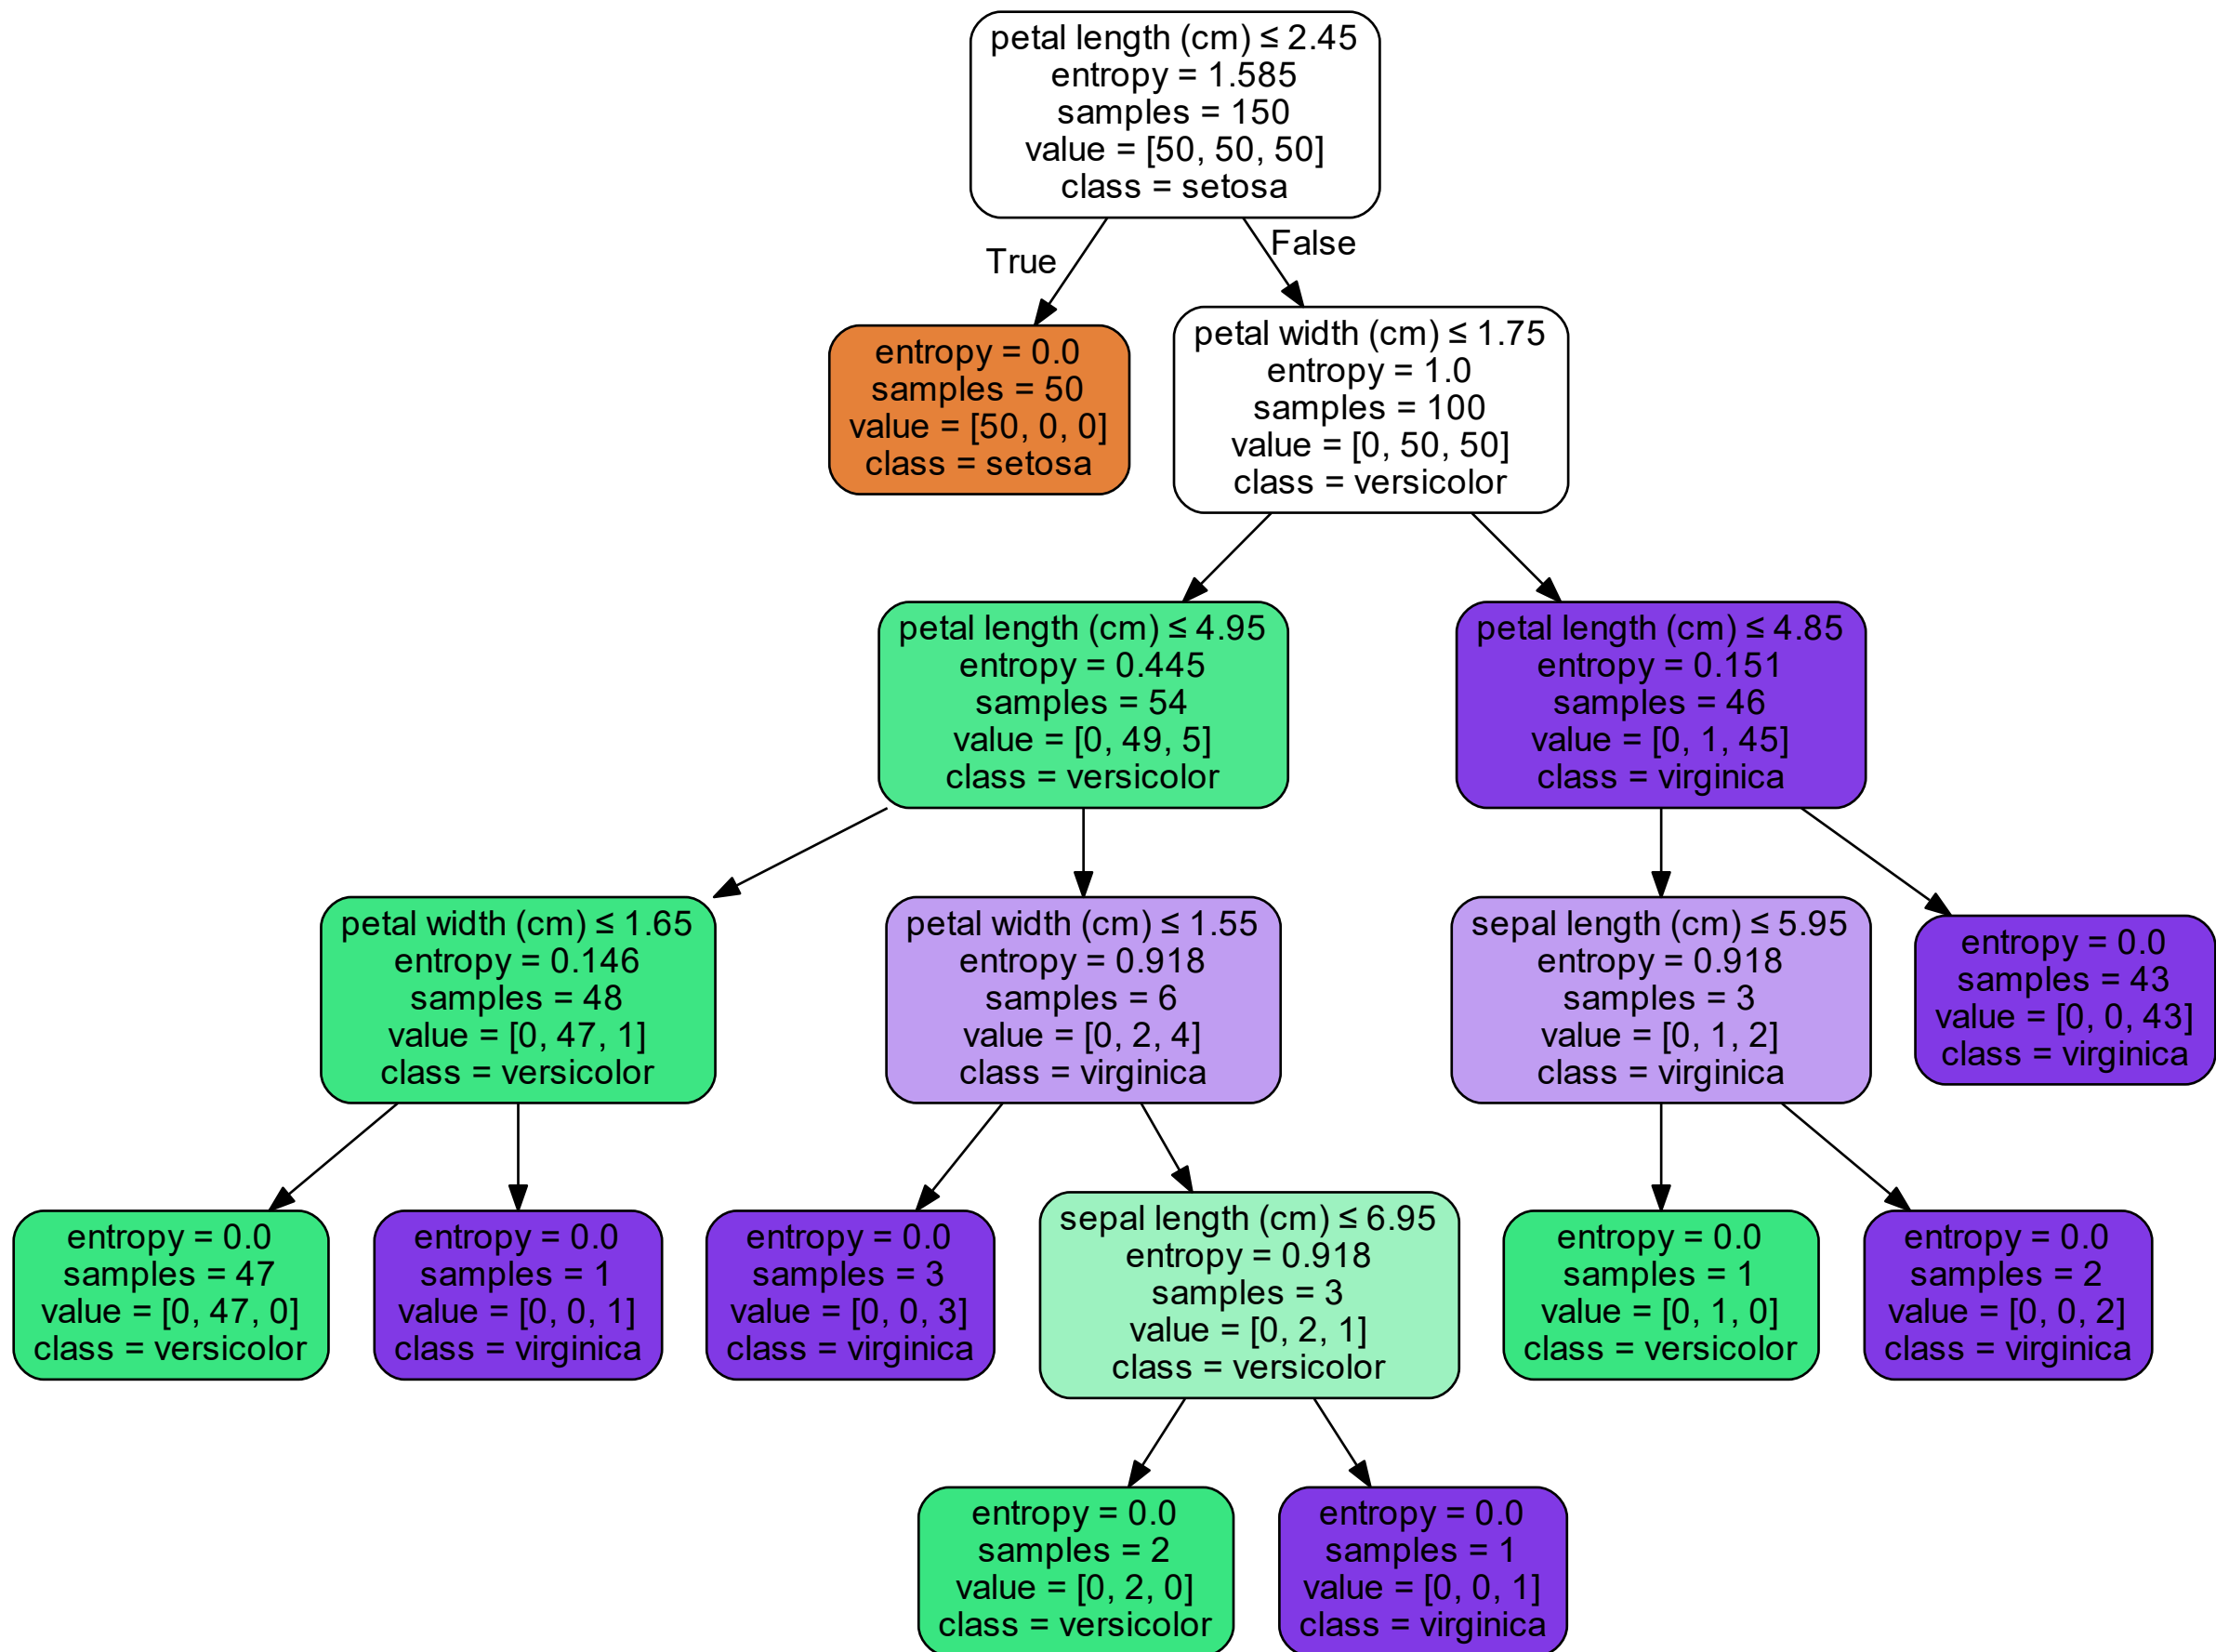 petal length (cm) ≤ 2.45
entropy = 1.585
samples = 150
value = [50, 50, 50]
class = setosa
True
False
entropy = 0.0
samples = 50
value = [50, 0, 0]
class = setosa
petal width (cm) ≤ 1.75
entropy = 1.0
samples = 100
value = [0, 50, 50]
class = versicolor
petal length (cm) ≤ 4.95
entropy = 0.445
samples = 54
value = [0, 49, 5]
class = versicolor
petal length (cm) ≤ 4.85
entropy = 0.151
samples = 46
value = [0, 1, 45]
class = virginica
petal width (cm) ≤ 1.65
entropy = 0.146
samples = 48
value = [0, 47, 1]
class = versicolor
petal width (cm) ≤ 1.55
entropy = 0.918
samples = 6
value = [0, 2, 4]
class = virginica
sepal length (cm) ≤ 5.95
entropy = 0.918
samples = 3
value = [0, 1, 2]
class = virginica
entropy = 0.0
samples = 43
value = [0, 0, 43]
class = virginica
entropy = 0.0
samples = 47
value = [0, 47, 0]
class = versicolor
entropy = 0.0
samples = 1
value = [0, 0, 1]
class = virginica
entropy = 0.0
samples = 3
value = [0, 0, 3]
class = virginica
sepal length (cm) ≤ 6.95
entropy = 0.918
samples = 3
value = [0, 2, 1]
class = versicolor
entropy = 0.0
samples = 1
value = [0, 1, 0]
class = versicolor
entropy = 0.0
samples = 2
value = [0, 0, 2]
class = virginica
entropy = 0.0
samples = 2
value = [0, 2, 0]
class = versicolor
entropy = 0.0
samples = 1
value = [0, 0, 1]
class = virginica